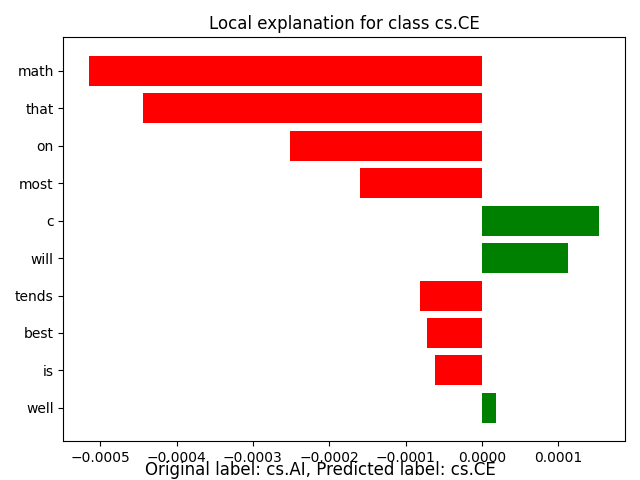 Local explanation for class cs.CE
math
that
on
most
c
will
tends
best
is
well
−0.0005 −0.0004 −0.0003 −0.0002 −0.0001 0.0000 0.0001
Original label: cs.AI, Predicted label: cs.CE